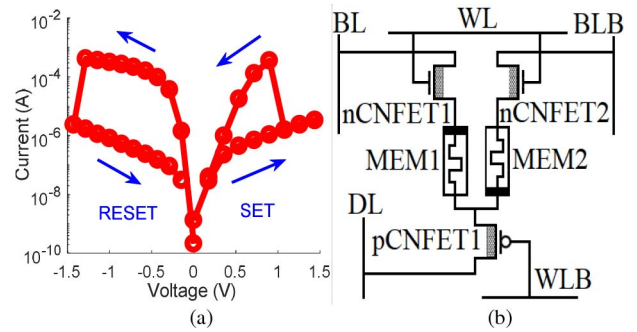 10⁻²
10⁻⁴
10⁻⁶
10⁻⁸
10⁻¹⁰
Current (A)
RESET
SET
-1.5
-1
-0.5
0
0.5
1
1.5
Voltage (V)
(a)
BL
WL
BLB
nCNFET1
nCNFET2
MEM1
MEM2
DL
pCNFET1
WLB
(b)